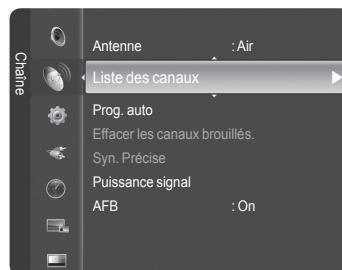 Chaîne
Antenne : Air
Liste des canaux
Prog. auto
Effacer les canaux brouillés.
Syn. Précise
Puissance signal
AFB : On